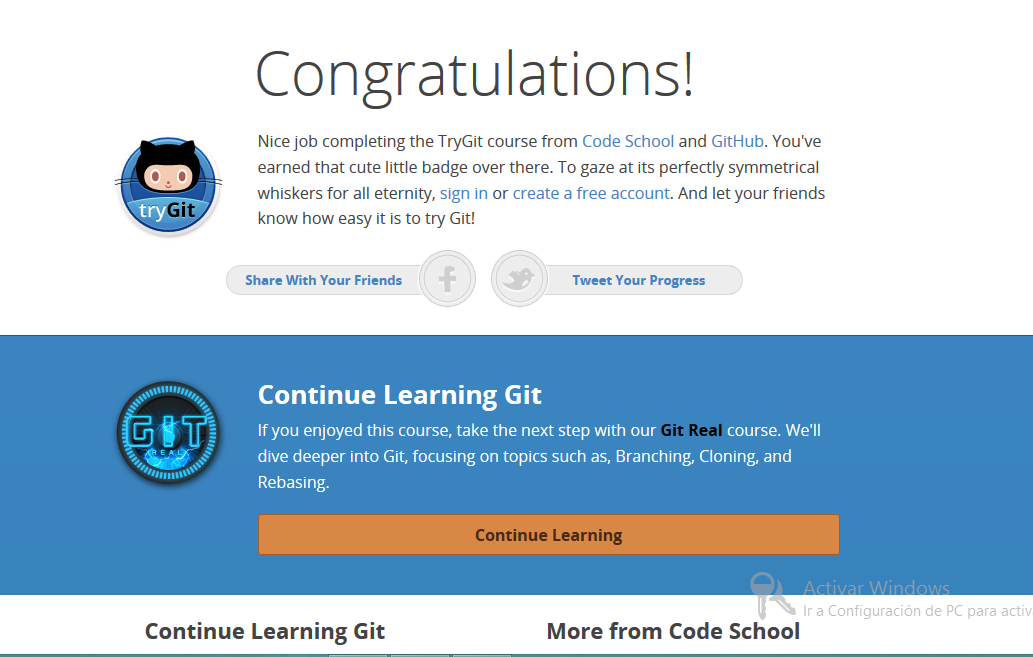 Congratulations!
Nice job completing the TryGit course from Code School and GitHub. You've
earned that cute little badge over there. To gaze at its perfectly symmetrical
whiskers for all eternity, sign in or create a free account. And let your friends
know how easy it is to try Git!
tryGit
Share With Your Friends
Tweet Your Progress
Continue Learning Git
If you enjoyed this course, take the next step with our Git Real course. We'll
dive deeper into Git, focusing on topics such as, Branching, Cloning, and
Rebasing.
GIT
REAL
Continue Learning
Activar Windows
Ir a Configuración de PC para activ
Continue Learning Git
More from Code School